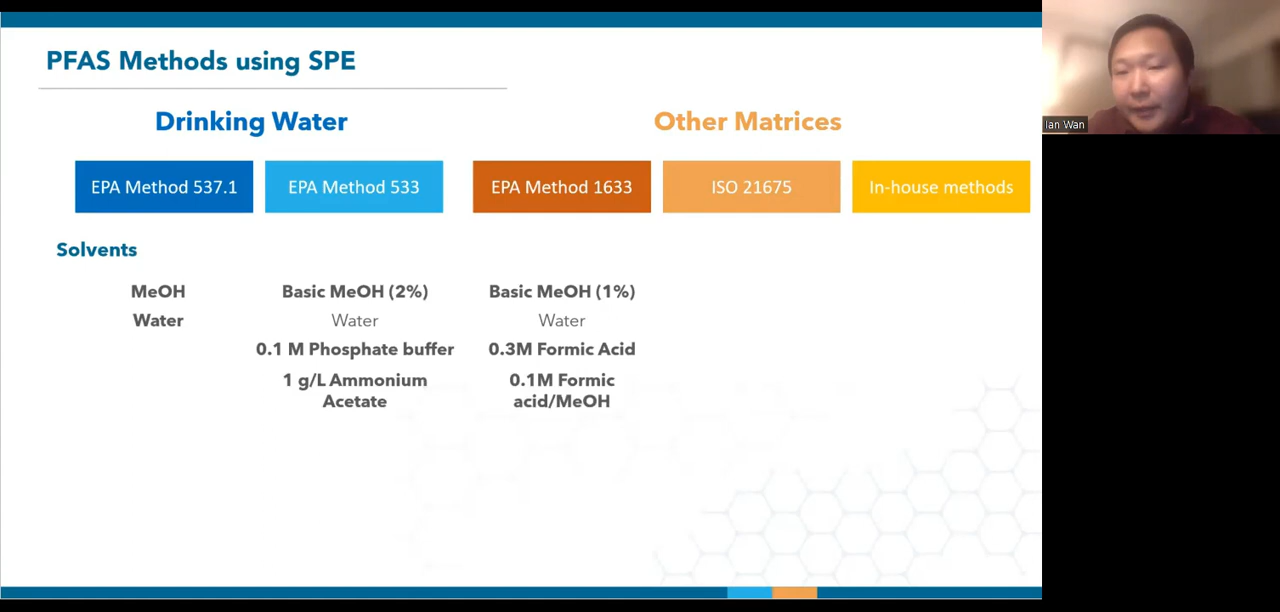 PFAS Methods using SPE
Drinking Water
Other Matrices
EPA Method 537.1
EPA Method 533
EPA Method 1633
ISO 21675
In-house methods
Solvents
MeOH
Basic MeOH (2%)
Basic MeOH (1%)
Water
Water
Water
0.1 M Phosphate buffer
0.3M Formic Acid
1 g/L Ammonium
Acetate
0.1M Formic
acid/MeOH
Ian Wan